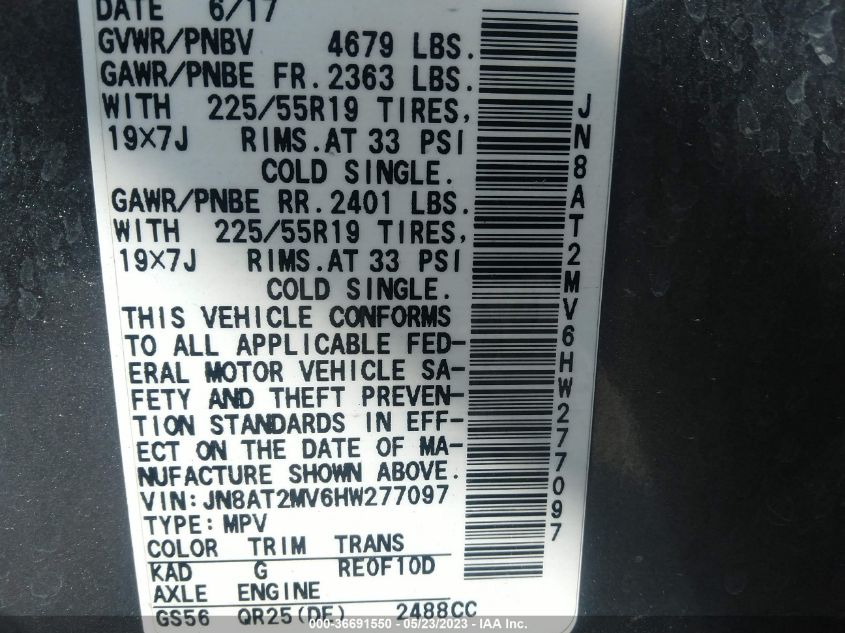 DATE 6/17
GVWR/PNBV 4679 LBS.
GAWR/PNBE FR.2363 LBS.
WITH 225/55R19 TIRES,
19X7J RIMS.AT 33 PSI
COLD SINGLE.
GAWR/PNBE RR.2401 LBS.
WITH 225/55R19 TIRES,
19X7J RIMS.AT 33 PSI
COLD SINGLE.
THIS VEHICLE CONFORMS
TO ALL APPLICABLE FED-
ERAL MOTOR VEHICLE SA-
FETY AND THEFT PREVEN-
TION STANDARDS IN EFF-
ECT ON THE DATE OF MA-
NUFACTURE SHOWN ABOVE.
VIN:JN8AT2MV6HW277097
TYPE:MPV
COLOR TRIM TRANS
KAD G RE0F10D
AXLE ENGINE
GS56 QR25(DE) 2488CC
JN8AT2MV6HW277097
000-36691550 - 05/23/2023 - IAA Inc.